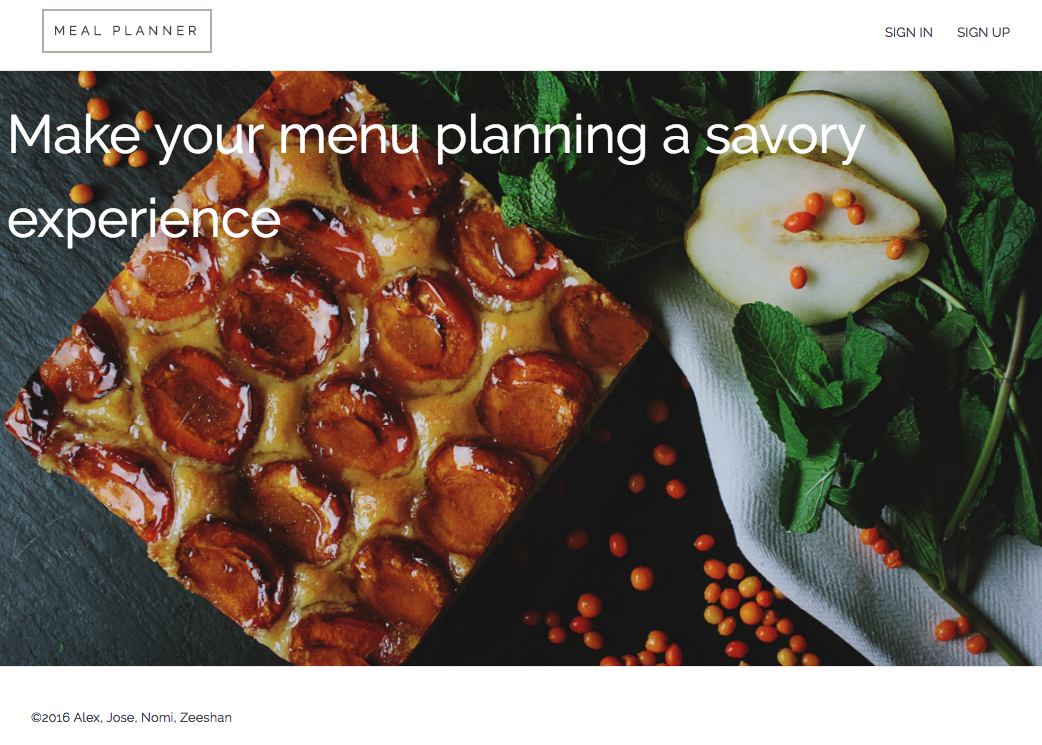 MEAL PLANNER
SIGN IN SIGN UP
Make your menu planning a savory
experience
©2016 Alex, Jose, Nomi, Zeeshan